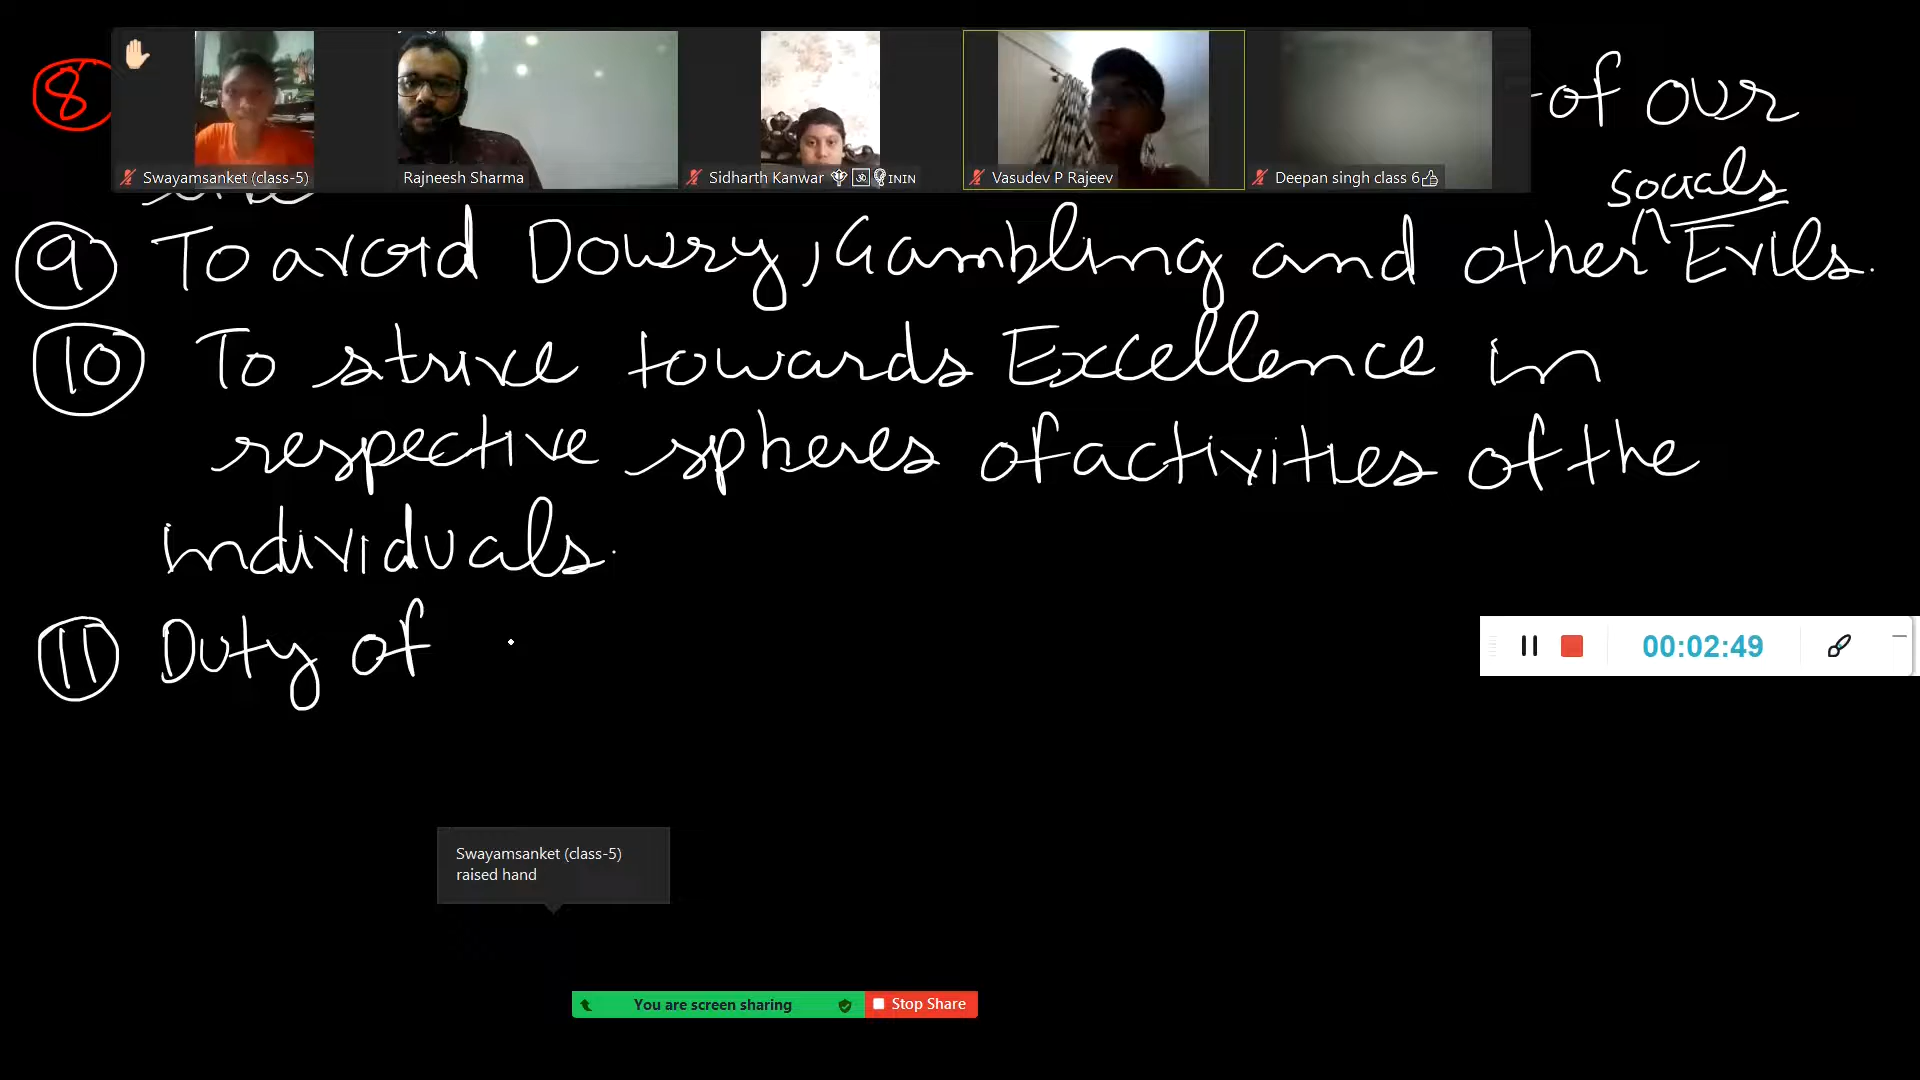 8
of our
Swayamsanket (class-5)
Rajneesh Sharma
Sidharth Kanwar
Vasudev P Rajeev
Deepan singh class 6
socials
9 To avoid Dowry, Gambling and other ^ Evils.
10 To strive towards Excellence in
respective spheres of activities of the
individuals.
11 Duty of
00:02:49
Swayamsanket (class-5)
raised hand
You are screen sharing
Stop Share